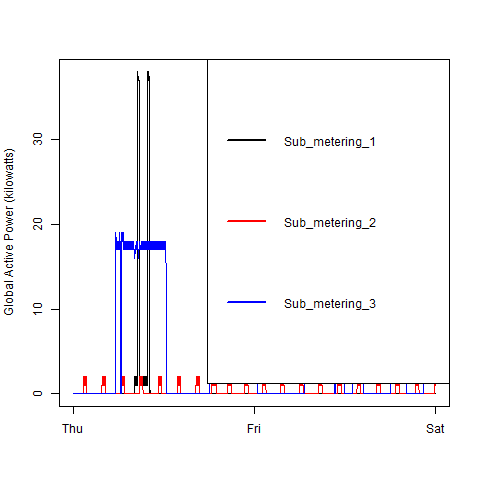 Global Active Power (kilowatts)
30
20
10
0
Sub_metering_1
Sub_metering_2
Sub_metering_3
Thu
Fri
Sat